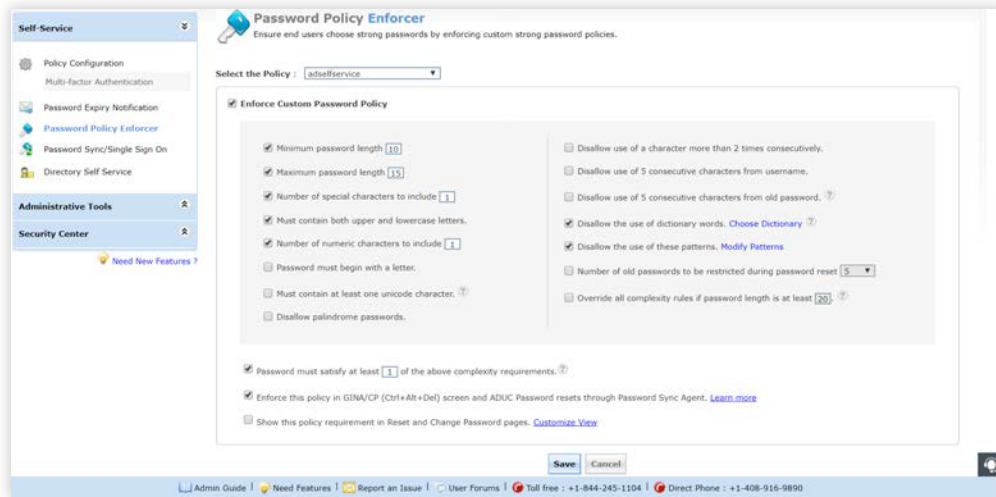 Self-Service
Policy Configuration
Multi-factor Authentication
Password Expiry Notification
Password Policy Enforcer
Password Sync/Single Sign On
Directory Self Service
Administrative Tools
Security Center
Need New Features ?
Password Policy Enforcer
Ensure end users choose strong passwords by enforcing custom strong password policies.
Select the Policy : adselfservice
Enforce Custom Password Policy
Minimum password length 10
Maximum password length 15
Number of special characters to include 1
Must contain both upper and lowercase letters.
Number of numeric characters to include 1
Password must begin with a letter.
Must contain at least one unicode character. ?
Disallow palindrome passwords.
Disallow use of a character more than 2 times consecutively.
Disallow use of 5 consecutive characters from username.
Disallow use of 5 consecutive characters from old password. ?
Disallow the use of dictionary words. Choose Dictionary ?
Disallow the use of these patterns. Modify Patterns
Number of old passwords to be restricted during password reset 5
Override all complexity rules if password length is at least 20. ?
Password must satisfy at least 1 of the above complexity requirements. ?
Enforce this policy in GINA/CP (Ctrl+Alt+Del) screen and ADUC Password resets through Password Sync Agent. Learn more
Show this policy requirement in Reset and Change Password pages. Customize View
Save Cancel
Admin Guide | Need Features | Report an Issue | User Forums | Toll free : +1-844-245-1104 | Direct Phone : +1-408-916-9890